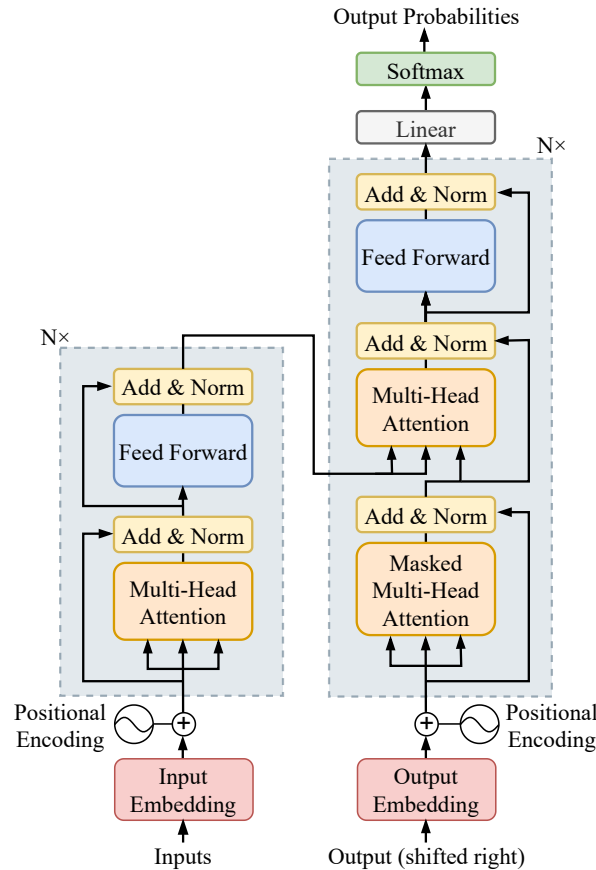 Output Probabilities
Softmax
Linear
N×
Add & Norm
Feed Forward
Add & Norm
Multi-Head
Attention
Add & Norm
Masked
Multi-Head
Attention
N×
Add & Norm
Feed Forward
Add & Norm
Multi-Head
Attention
Positional
Encoding
Positional
Encoding
Input
Embedding
Output
Embedding
Inputs
Output (shifted right)